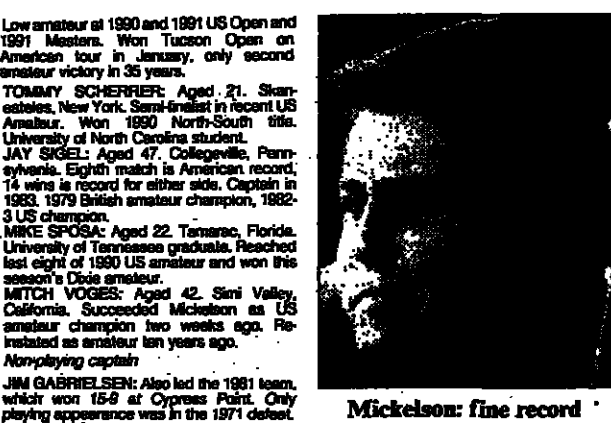 Low amateur at 1990 and 1991 US Open and
1991 Masters. Won Tucson Open on
American tour in January, only second
amateur victory in 35 years.
TOMMY SCHERRER: Aged 21. Skan-
eateles, New York. Semi-finalist in recent US
Amateur. Won 1990 North-South title.
University of North Carolina student.
JAY SIGEL: Aged 47. Collegeville, Penn-
sylvania. Eighth match is American record,
14 wins is record for either side. Captain in
1983. 1979 British amateur champion, 1982-
3 US champion.
MIKE SPOSA: Aged 22. Tamarac, Florida.
University of Tennessee graduate. Reached
last eight of 1990 US amateur and won this
season's Dixie amateur.
MITCH VOGES: Aged 42. Simi Valley,
California. Succeeded Mickelson as US
amateur champion two weeks ago. Re-
instated as amateur ten years ago.
Non-playing captain
JIM GABRIELSEN: Also led the 1981 team,
which won 15-9 at Cypress Point. Only
playing appearance was in the 1971 defeat.
Mickelson: fine record